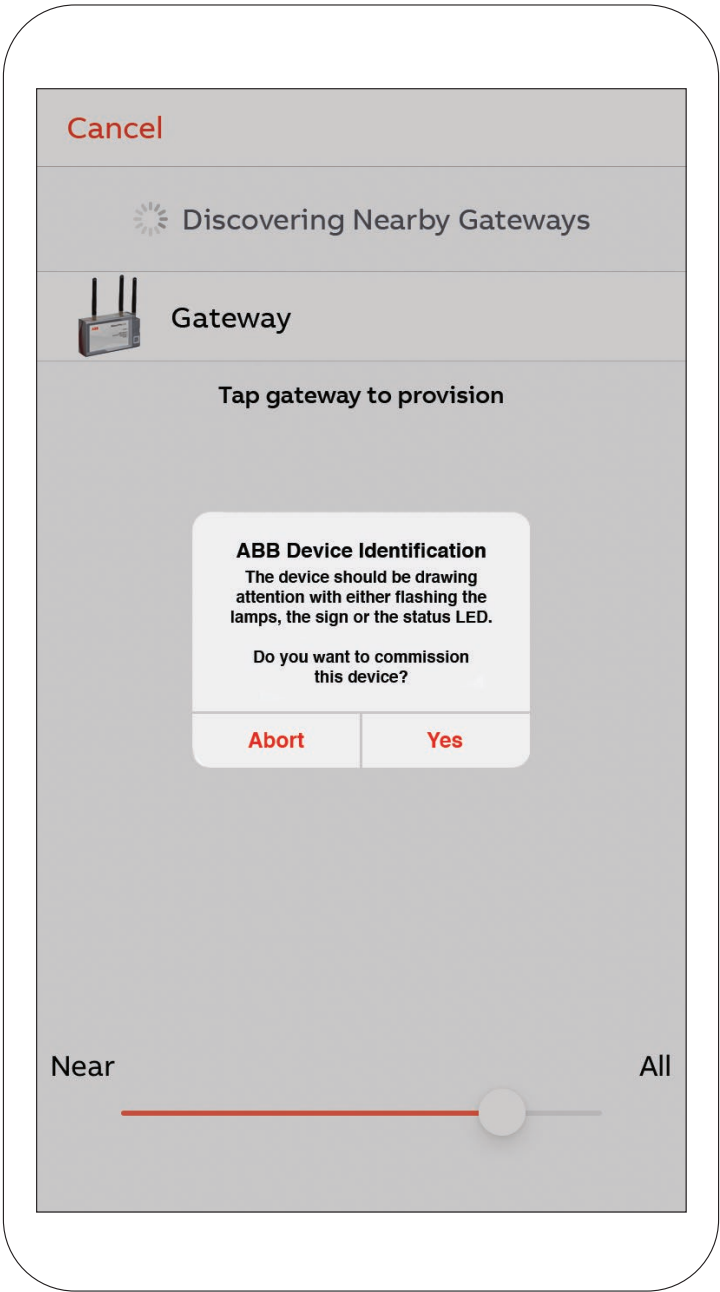 Cancel
Discovering Nearby Gateways
Gateway
Tap gateway to provision
ABB Device Identification
The device should be drawing
attention with either flashing the
lamps, the sign or the status LED.
Do you want to commission
this device?
Abort
Yes
Near
All